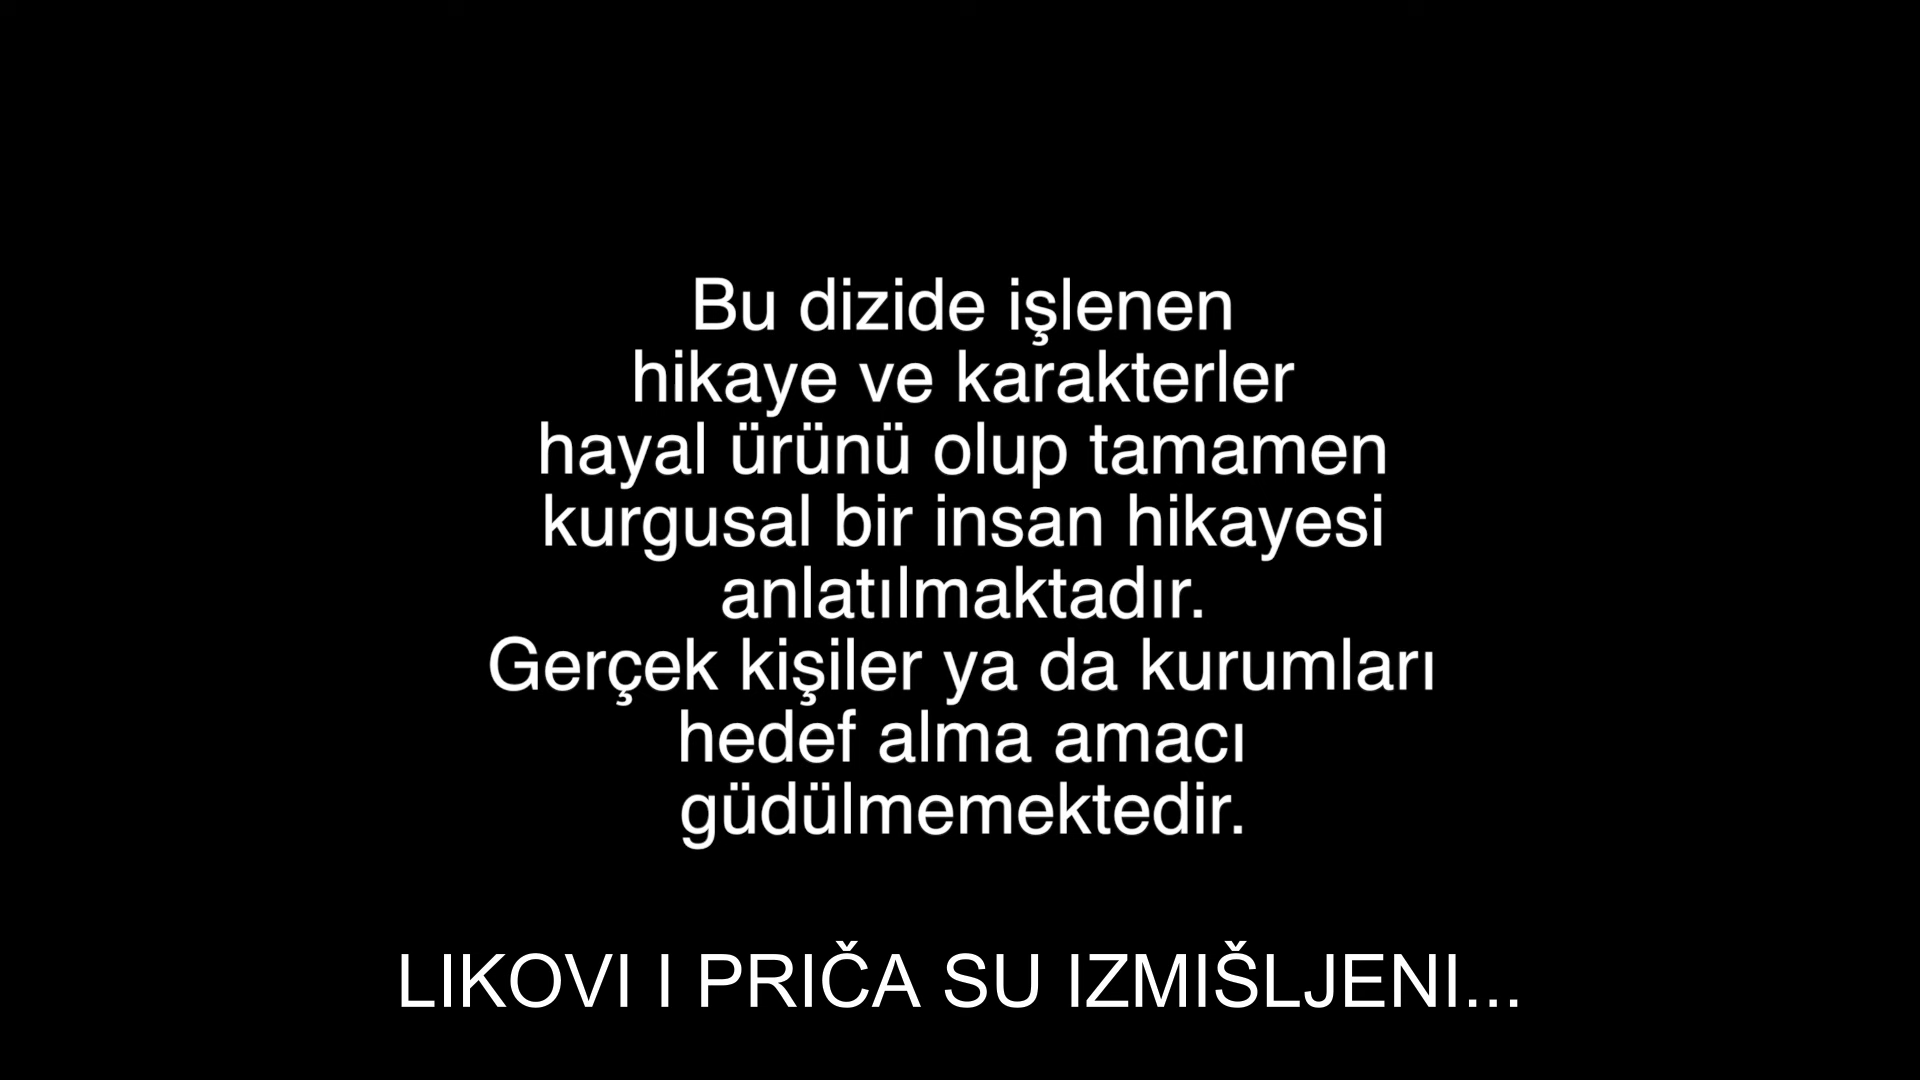 Bu dizide işlenen
hikaye ve karakterler
hayal ürünü olup tamamen
kurgusal bir insan hikayesi
anlatılmaktadır.
Gerçek kişiler ya da kurumları
hedef alma amacı
güdülmemektedir.
LIKOVI I PRIČA SU IZMIŠLJENI...